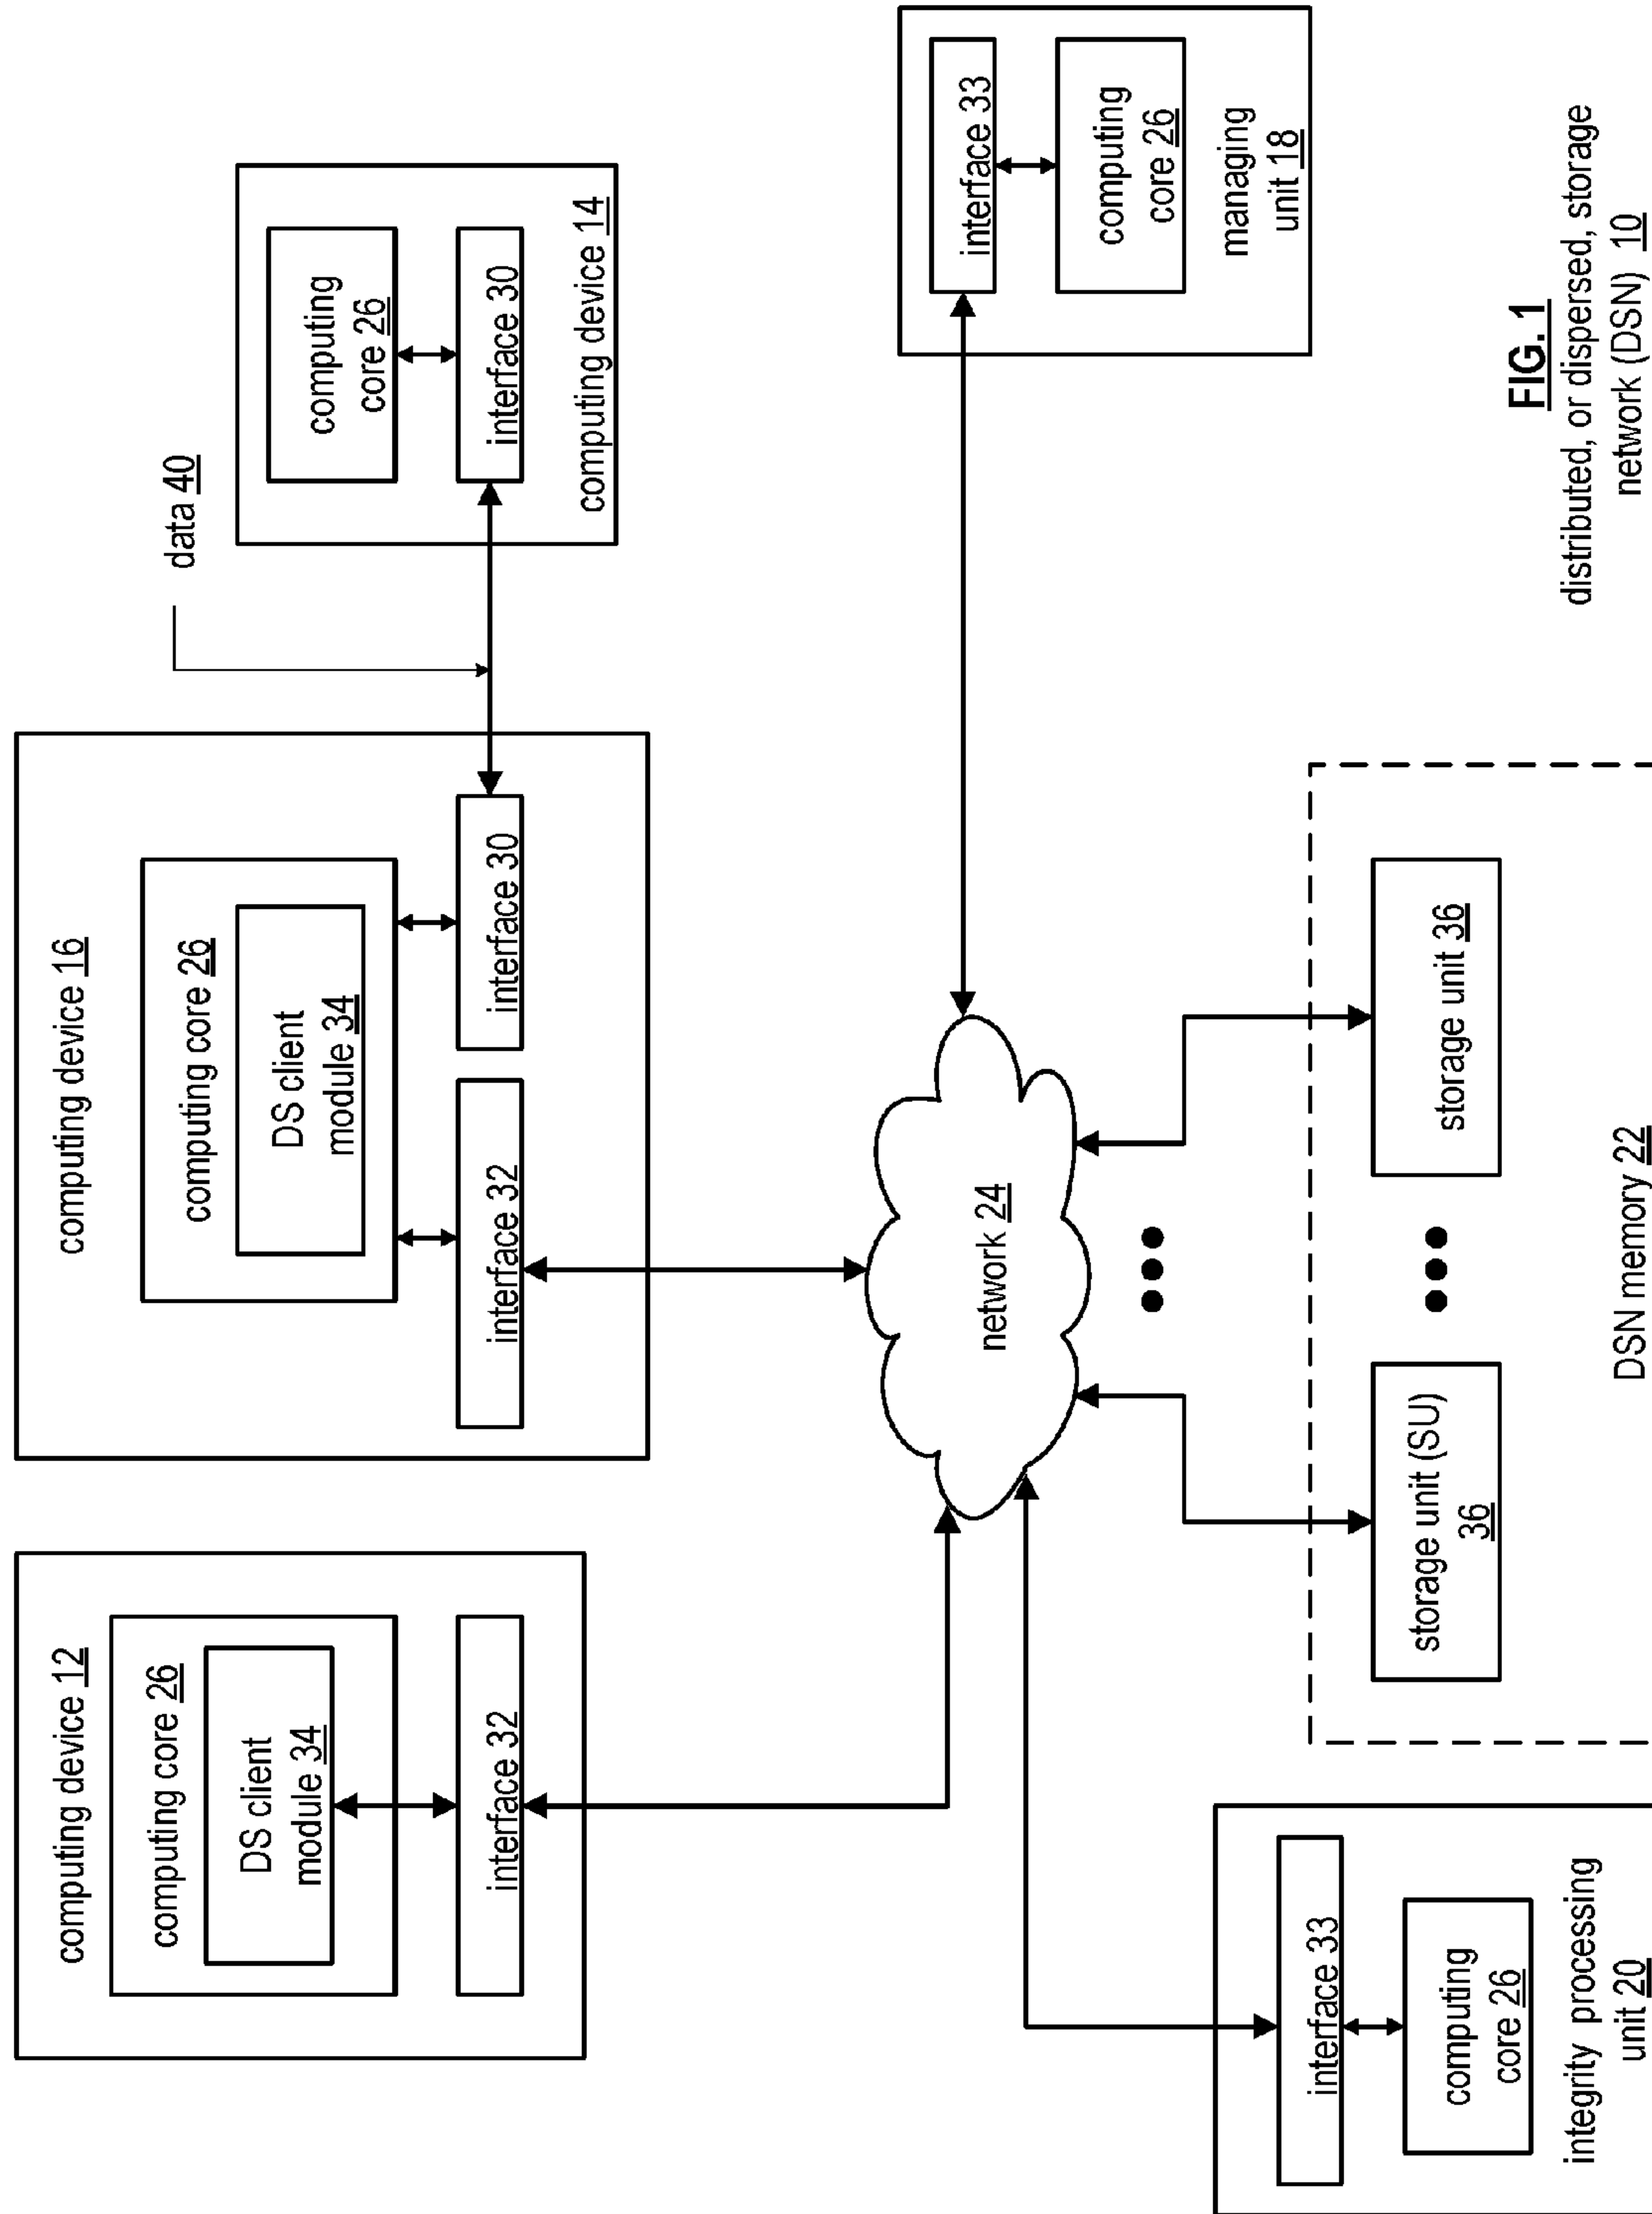 computing device 12
computing core 26
DS client
module 34
interface 32
computing device 16
computing core 26
DS client
module 34
interface 32
interface 30
data 40
computing
core 26
interface 30
computing device 14
network 24
interface 33
computing
core 26
managing
unit 18
interface 33
computing
core 26
integrity processing
unit 20
storage unit (SU)
36
storage unit 36
DSN memory 22
FIG. 1
distributed, or dispersed, storage
network (DSN) 10